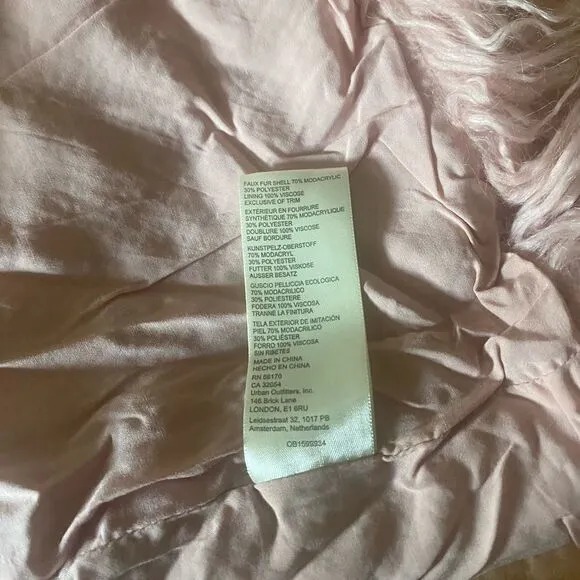 FAUX FUR SHELL 70% MODACRYLIC
30% POLYESTER
LINING 100% VISCOSE
EXCLUSIVE OF TRIM
EXTÉRIEUR EN FOURRURE
SYNTHÉTIQUE 70% MODACRYLIQUE
30% POLYESTER
DOUBLURE 100% VISCOSE
SAUF BORDURE
KUNSTPELZ-OBERSTOFF
70% MODACRYL
30% POLYESTER
FUTTER 100% VISKOSE
AUSSER BESATZ
GUSCIO PELLICCIA ECOLOGICA
70% MODACRILICO
30% POLIESTERE
FODERA 100% VISCOSA
TRANNE LA FINITURA
TELA EXTERIOR DE IMITACIÓN
PIEL 70% MODACRILICO
30% POLIÉSTER
FORRO 100% VISCOSA
SIN RIBETES
MADE IN CHINA
HECHO EN CHINA
RN 66170
CA 32054
Urban Outfitters, Inc.
146 Brick Lane
LONDON, E1 6RU
Leidsestraat 32, 1017 PB
Amsterdam, Netherlands
OB1599934